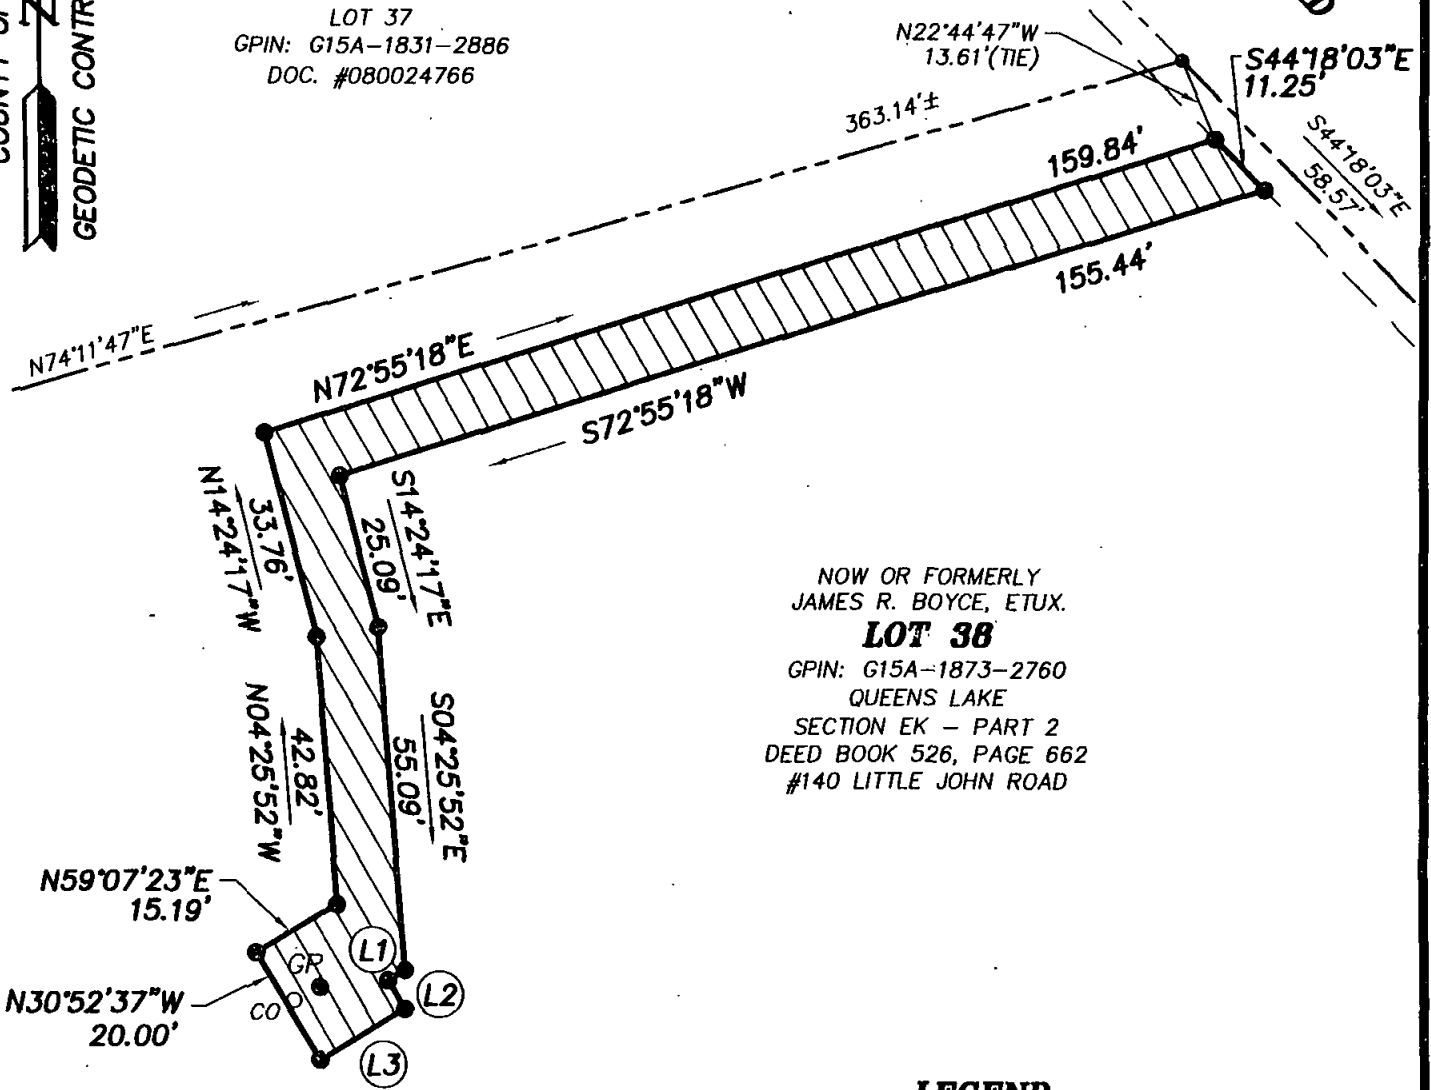 GEODETIC CONTR
LOT 37
GPIN: G15A-1831-2886
DOC. #080024766
N22°44'47"W
13.61'(TIE)
S44°18'03"E
11.25'
S44°18'03"E
58.57'
363.14'±
159.84'
155.44'
N74°11'47"E
N72°55'18"E
S72°55'18"W
N14°24'17"W
33.76'
S14°24'17"E
25.09'
NOW OR FORMERLY
JAMES R. BOYCE, ETUX.
LOT 38
GPIN: G15A-1873-2760
QUEENS LAKE
SECTION EK - PART 2
DEED BOOK 526, PAGE 662
#140 LITTLE JOHN ROAD
N04°25'52"W
42.82'
S04°25'52"E
55.09'
N59°07'23"E
15.19'
L1
GP
L2
N30°52'37"W
20.00'
CO
L3